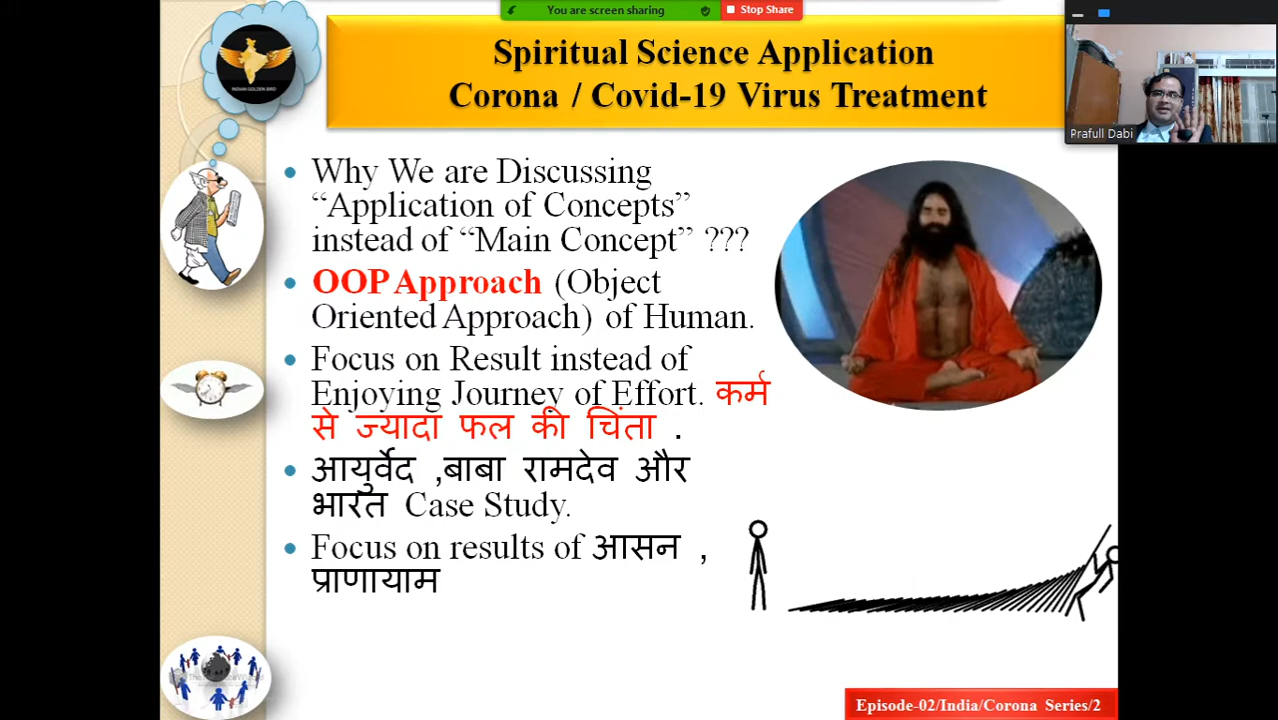 You are screen sharing
Stop Share
INDIAN GOLDEN BIRD
Spiritual Science Application
Corona / Covid-19 Virus Treatment
Prafull Dabi
Why We are Discussing
“Application of Concepts”
instead of “Main Concept” ???
OOP Approach (Object
Oriented Approach) of Human.
Focus on Result instead of
Enjoying Journey of Effort. कर्म
से ज्यादा फल की चिंता .
आयुर्वेद ,बाबा रामदेव और
भारत Case Study.
Focus on results of आसन ,
प्राणायाम
Episode-02/India/Corona Series/2